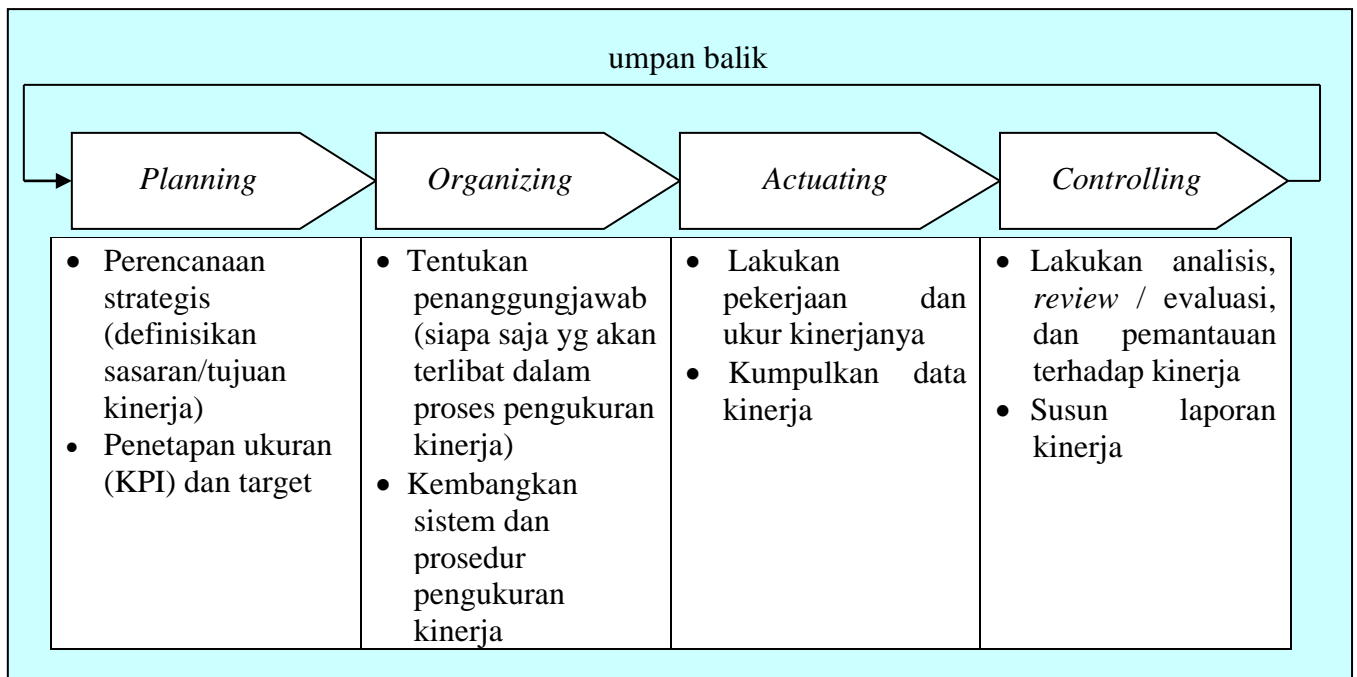 umpan balik
Planning
Organizing
Actuating
Controlling
• Perencanaan
strategis
(definisikan
sasaran/tujuan
kinerja)
• Penetapan ukuran
(KPI) dan target
• Tentukan
penanggungjawab
(siapa saja yg akan
terlibat dalam
proses pengukuran
kinerja)
• Kembangkan
sistem dan
prosedur
pengukuran
kinerja
• Lakukan
pekerjaan dan
ukur kinerjanya
• Kumpulkan data
kinerja
• Lakukan analisis,
review / evaluasi,
dan pemantauan
terhadap kinerja
• Susun laporan
kinerja